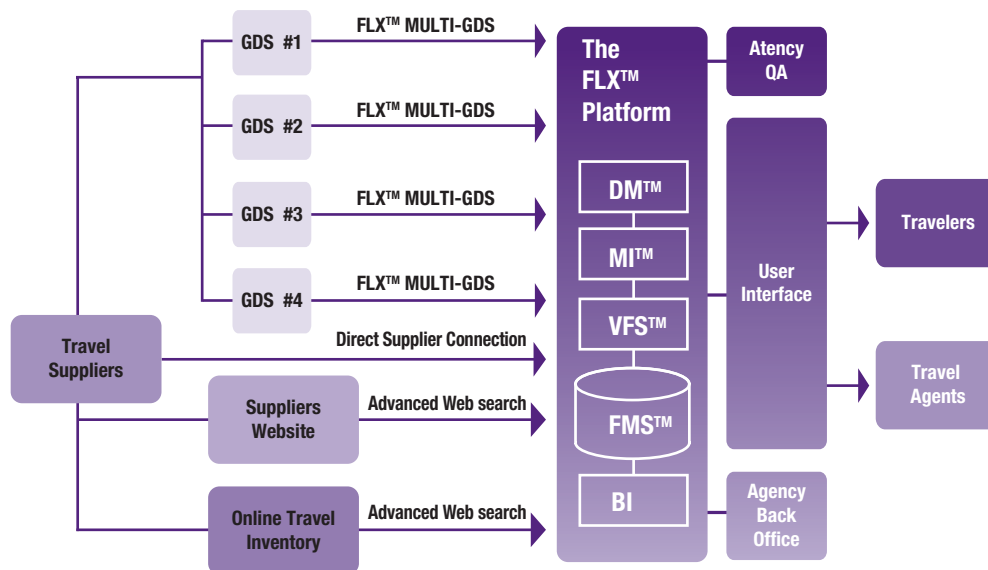 GDS #1
FLX™ MULTI-GDS
GDS #2
FLX™ MULTI-GDS
GDS #3
FLX™ MULTI-GDS
GDS #4
FLX™ MULTI-GDS
Travel
Suppliers
Direct Supplier Connection
Suppliers
Website
Advanced Web search
Online Travel
Inventory
Advanced Web search
The
FLX™
Platform
DM™
MI™
VFS™
FMS™
BI
Atency
QA
User
Interface
Agency
Back
Office
Travelers
Travel
Agents